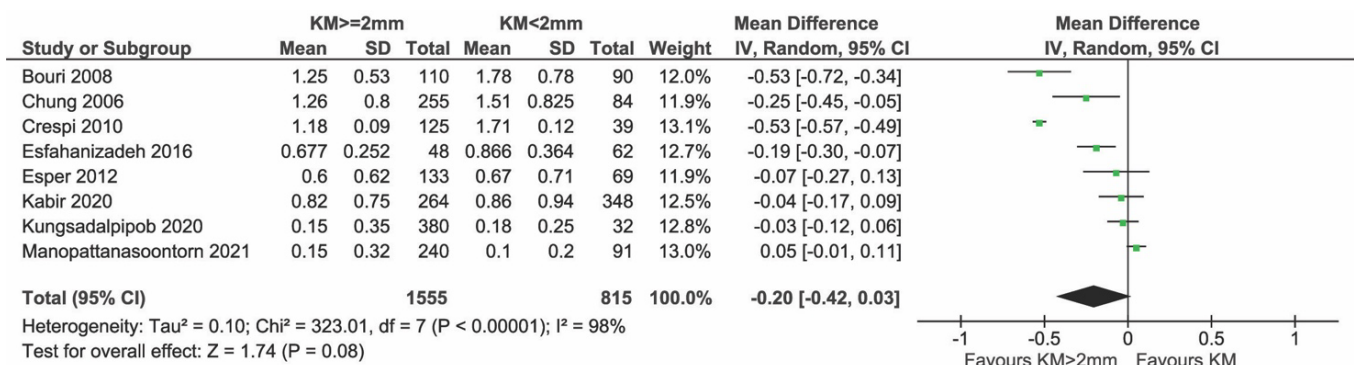 KM>=2mm KM<2mm Mean Difference Mean Difference
Study or Subgroup Mean SD Total Mean SD Total Weight IV, Random, 95% CI IV, Random, 95% CI
Bouri 2008 1.25 0.53 110 1.78 0.78 90 12.0% -0.53 [-0.72, -0.34]
Chung 2006 1.26 0.8 255 1.51 0.825 84 11.9% -0.25 [-0.45, -0.05]
Crespi 2010 1.18 0.09 125 1.71 0.12 39 13.1% -0.53 [-0.57, -0.49]
Esfahanizadeh 2016 0.677 0.252 48 0.866 0.364 62 12.7% -0.19 [-0.30, -0.07]
Esper 2012 0.6 0.62 133 0.67 0.71 69 11.9% -0.07 [-0.27, 0.13]
Kabir 2020 0.82 0.75 264 0.86 0.94 348 12.5% -0.04 [-0.17, 0.09]
Kungsadalpipob 2020 0.15 0.35 380 0.18 0.25 32 12.9% -0.03 [-0.12, 0.06]
Manopattanasoontorn 2021 0.15 0.32 240 0.1 0.2 91 13.0% 0.05 [-0.01, 0.11]
Total (95% CI) 1555 815 100.0% -0.20 [-0.42, 0.03]
Heterogeneity: Tau² = 0.10; Chi² = 323.01, df = 7 (P < 0.00001); I² = 98%
Test for overall effect: Z = 1.74 (P = 0.08)
-1 -0.5 0 0.5 1
Favours KM>2mm Favours KM